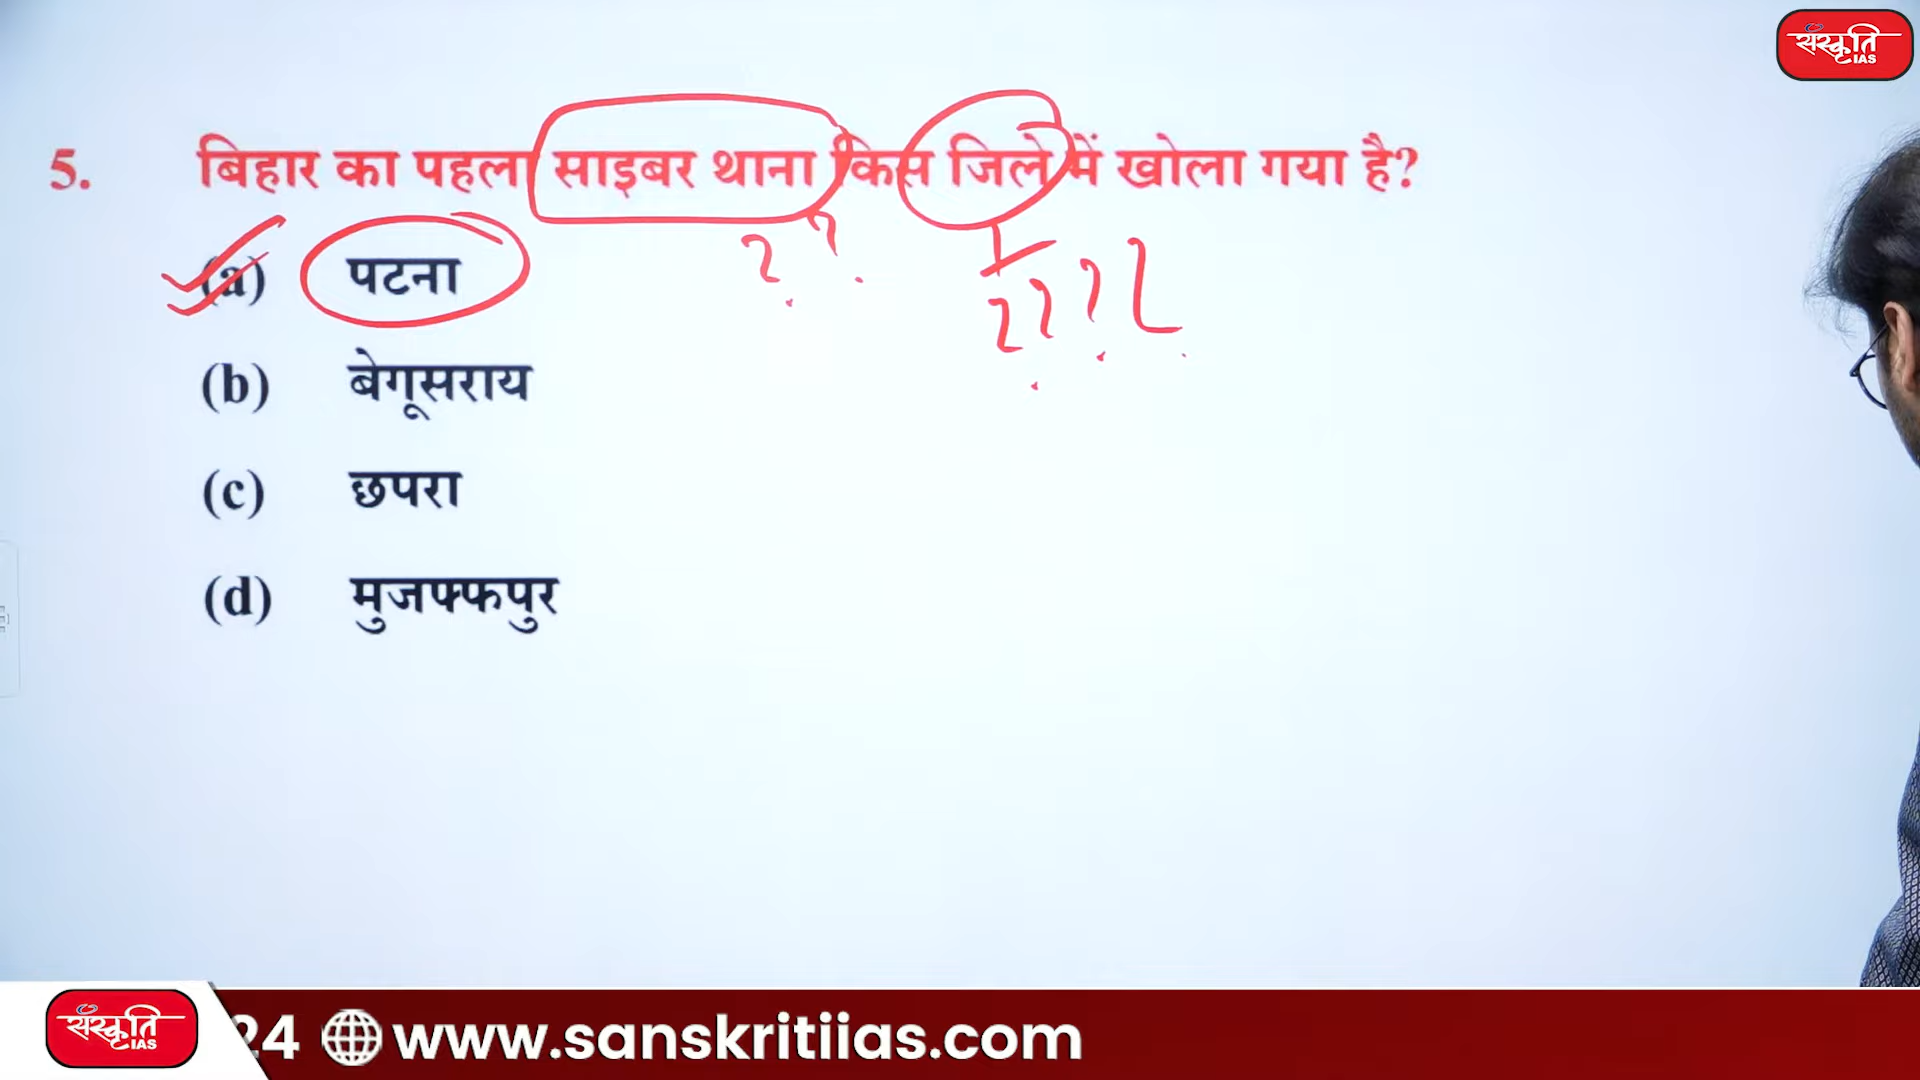 संस्कृति
IAS
5. बिहार का पहला साइबर थाना किस जिले में खोला गया है?
(a) पटना
(b) बेगूसराय
(c) छपरा
(d) मुजफ्फपुर
संस्कृति
IAS
24 www.sanskritiias.com